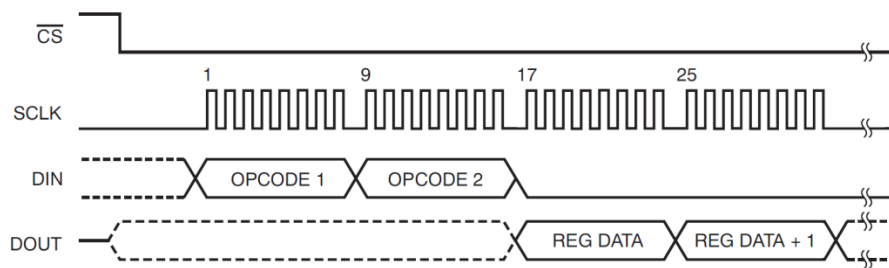 CS
1 9 17 25
SCLK
DIN OPCODE 1 OPCODE 2
DOUT REG DATA REG DATA + 1